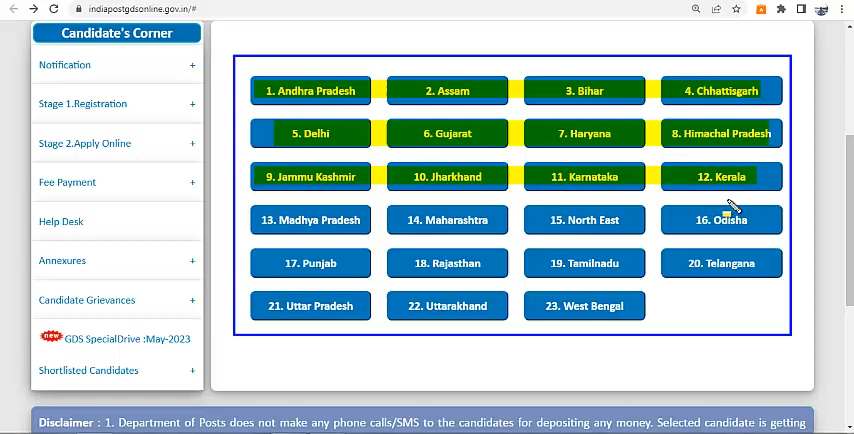 indiapostgdsonline.gov.in/#
Candidate's Corner
Notification +
Stage 1.Registration +
Stage 2.Apply Online +
Fee Payment +
Help Desk
Annexures +
Candidate Grievances +
new GDS SpecialDrive :May-2023
Shortlisted Candidates +
1. Andhra Pradesh 2. Assam 3. Bihar 4. Chhattisgarh
5. Delhi 6. Gujarat 7. Haryana 8. Himachal Pradesh
9. Jammu Kashmir 10. Jharkhand 11. Karnataka 12. Kerala
13. Madhya Pradesh 14. Maharashtra 15. North East 16. Odisha
17. Punjab 18. Rajasthan 19. Tamilnadu 20. Telangana
21. Uttar Pradesh 22. Uttarakhand 23. West Bengal
Disclaimer : 1. Department of Posts does not make any phone calls/SMS to the candidates for depositing any money. Selected candidate is getting